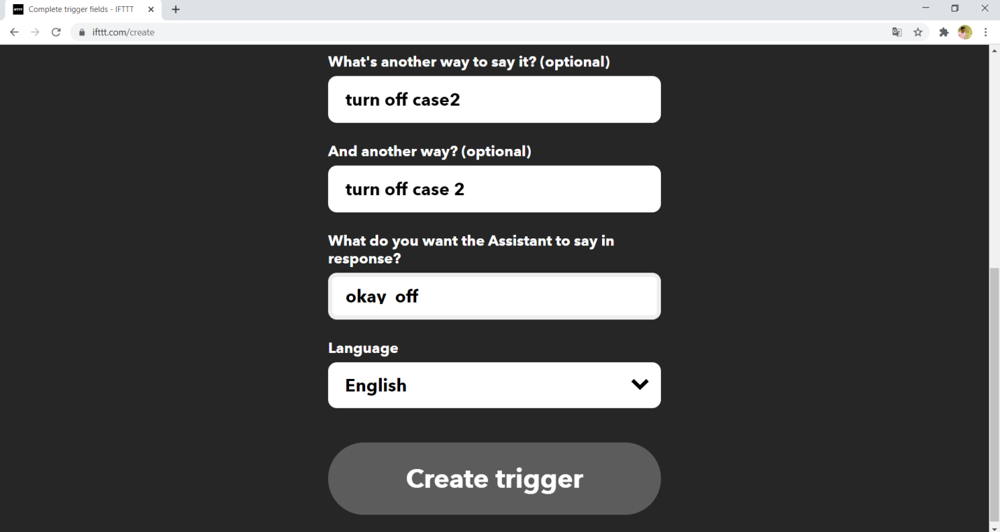 Complete trigger fields - IFTTT
ifttt.com/create
What's another way to say it? (optional)
turn off case2
And another way? (optional)
turn off case 2
What do you want the Assistant to say in
response?
okay off
Language
English
Create trigger